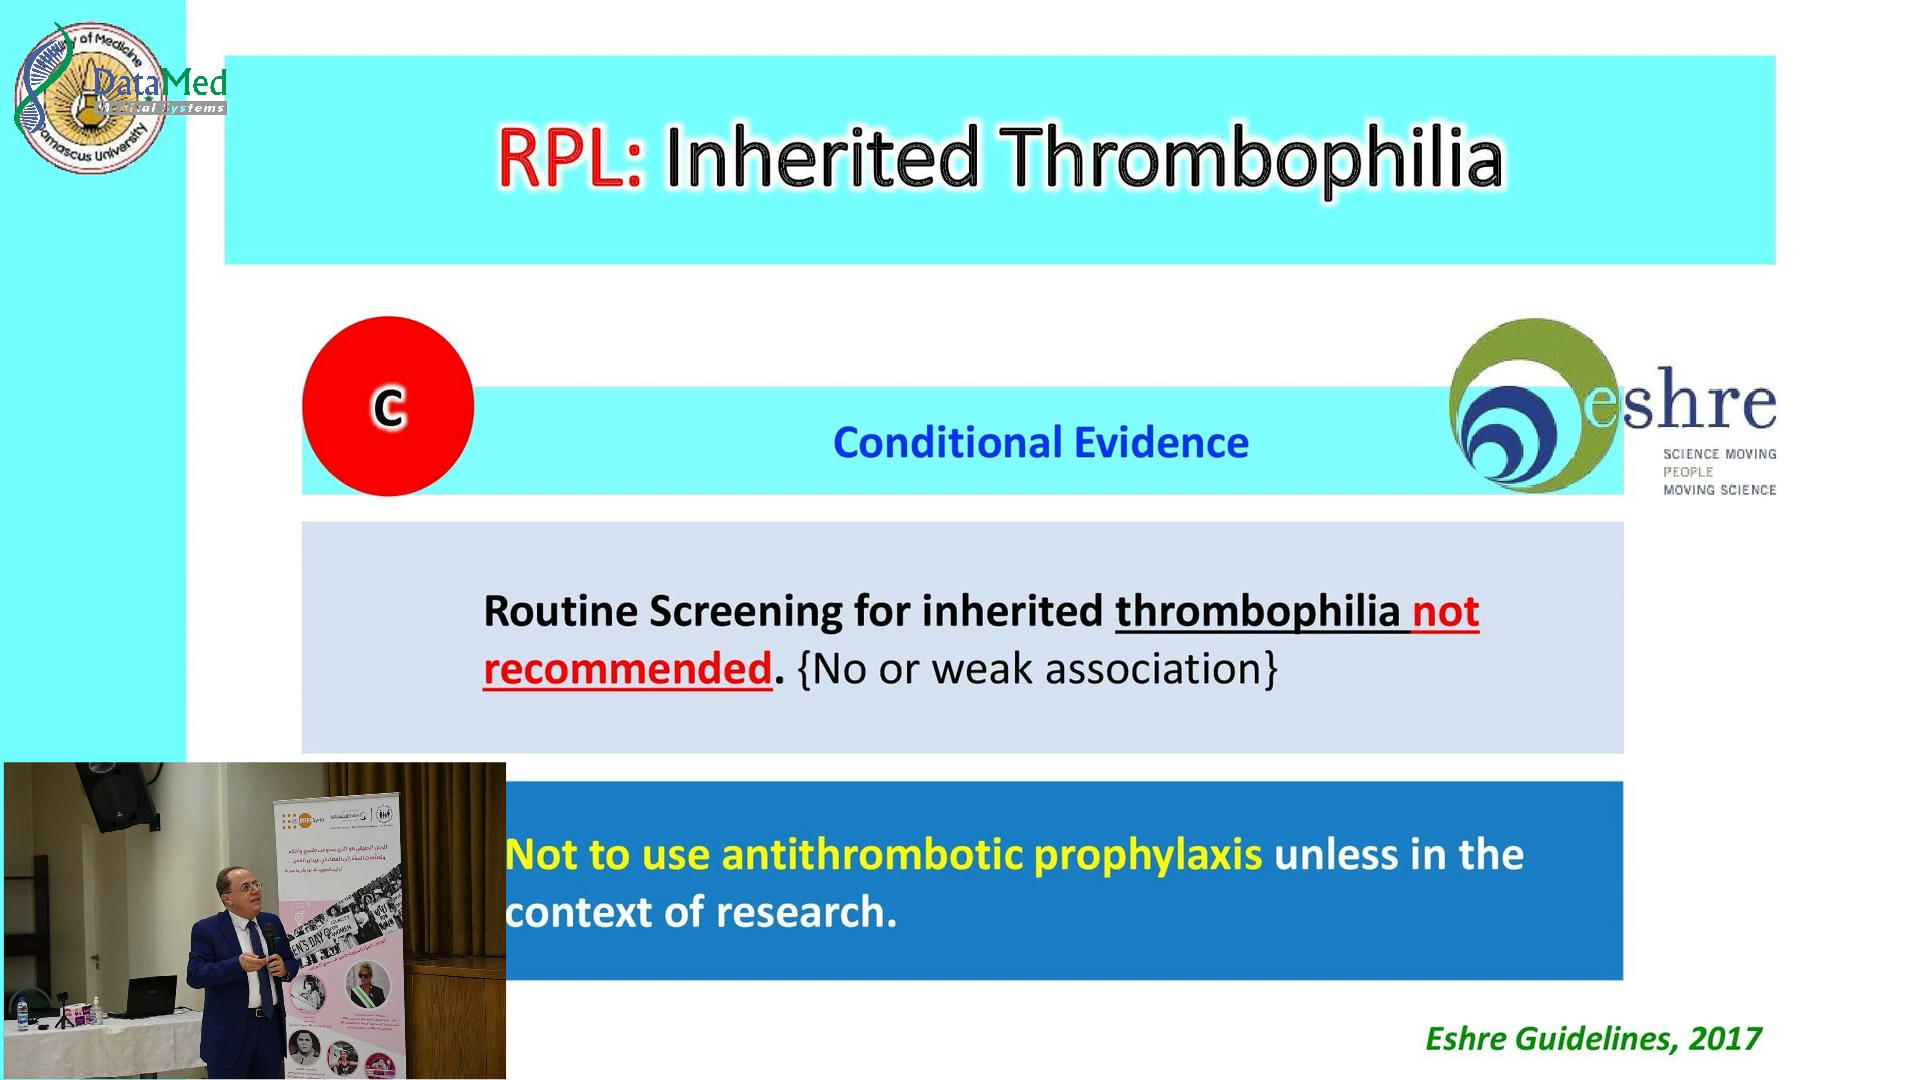 DataMed
Medical Systems
RPL: Inherited Thrombophilia
C
Conditional Evidence
eshre
SCIENCE MOVING
PEOPLE
MOVING SCIENCE
Routine Screening for inherited thrombophilia not
recommended. {No or weak association}
Not to use antithrombotic prophylaxis unless in the
context of research.
Eshre Guidelines, 2017